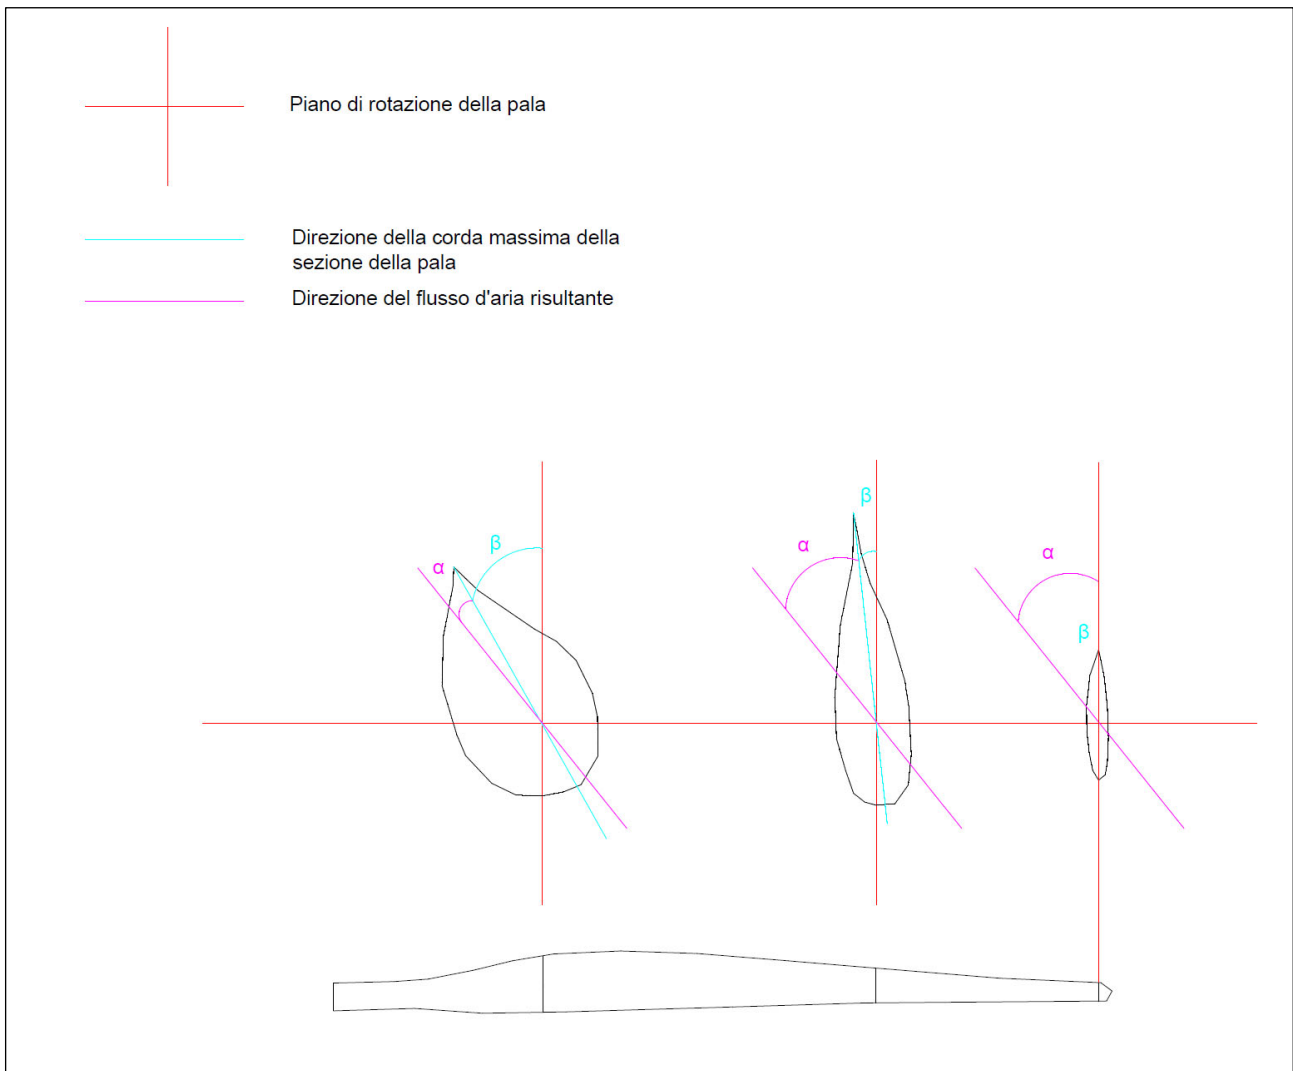 Piano di rotazione della pala
Direzione della corda massima della
sezione della pala
Direzione del flusso d'aria risultante
β
α
β
α
β
α
β